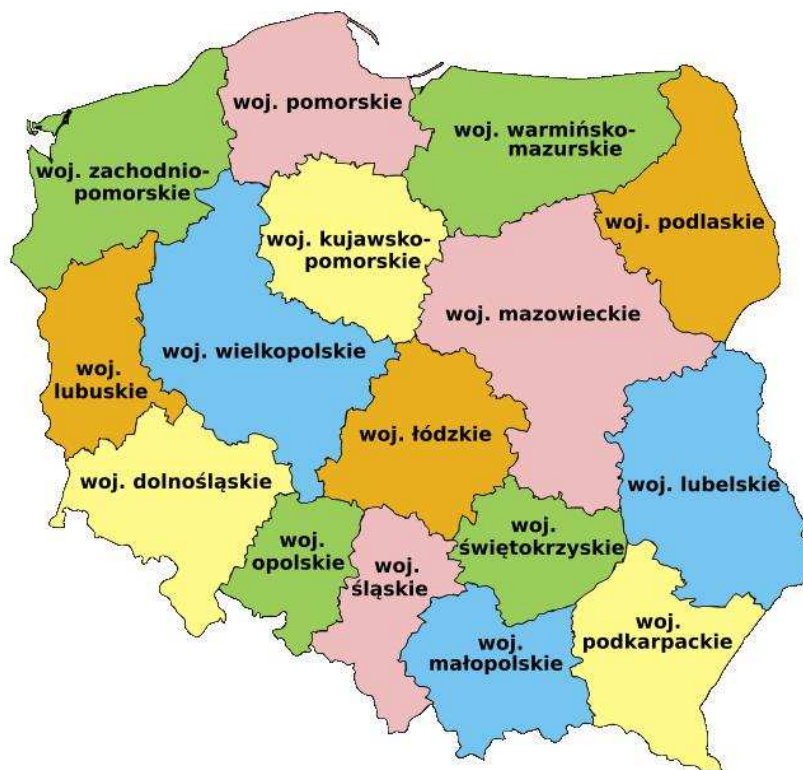 woj. pomorskie
woj. warmińsko-
mazurskie
woj. zachodnio-
pomorskie
woj. podlaskie
woj. kujawsko-
pomorskie
woj. mazowieckie
woj. wielkopolskie
woj.
lubuskie
woj. łódzkie
woj. dolnośląskie
woj. lubelskie
woj.
opolskie
woj.
śląskie
woj.
świętokrzyskie
woj.
małopolskie
woj.
podkarpackie